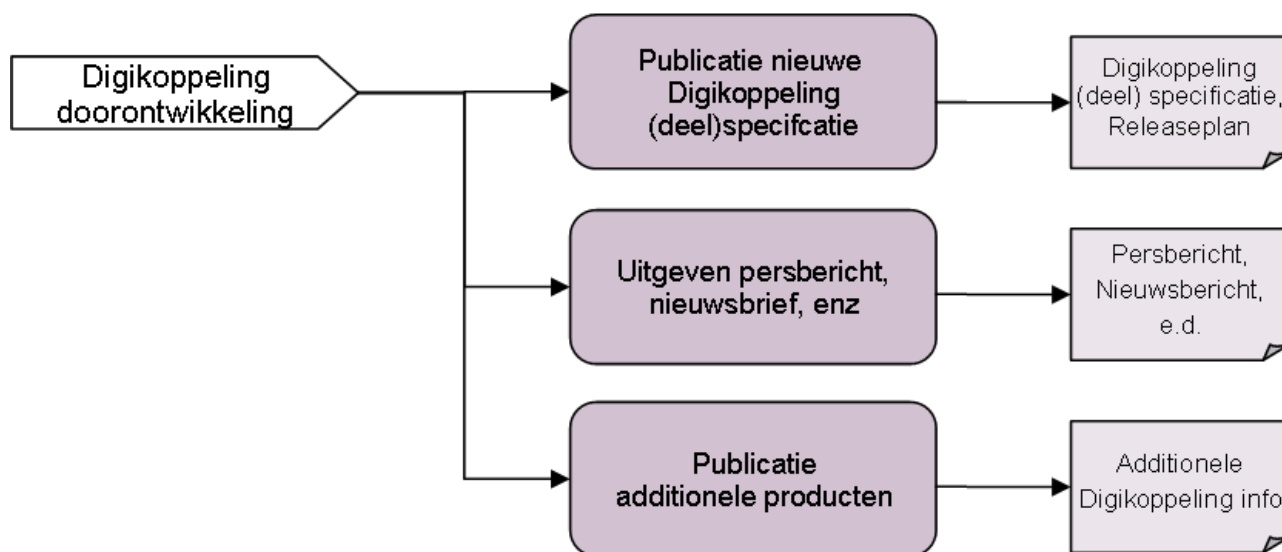 Digikoppeling
doorontwikkeling
Publicatie nieuwe
Digikoppeling
(deel)specifcatie
Digikoppeling
(deel) specificatie,
Releaseplan
Uitgeven persbericht,
nieuwsbrief, enz
Persbericht,
Nieuwsbericht,
e.d.
Publicatie
additionele producten
Additionele
Digikoppeling info